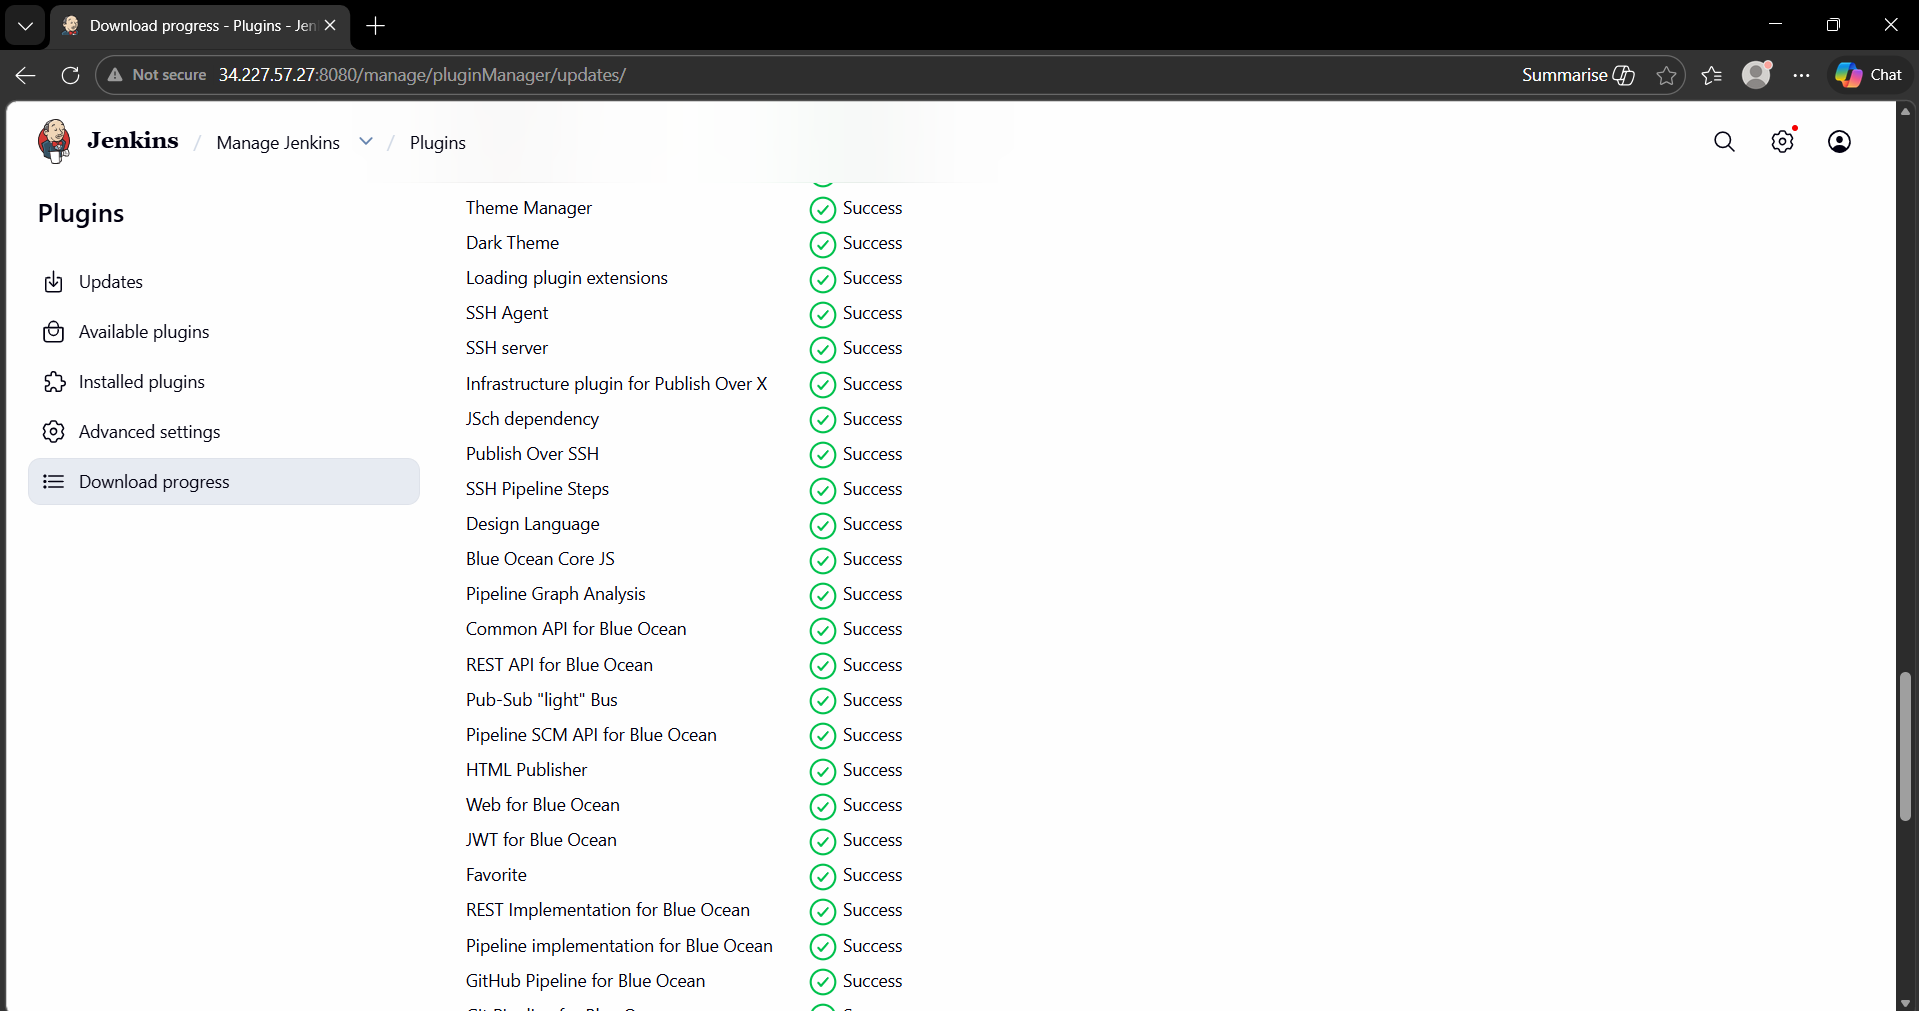 Download progress - Plugins - Jen
Not secure 34.227.57.27:8080/manage/pluginManager/updates/
Summarise
Chat
Jenkins / Manage Jenkins / Plugins
Plugins
Updates
Available plugins
Installed plugins
Advanced settings
Download progress
Theme Manager Success
Dark Theme Success
Loading plugin extensions Success
SSH Agent Success
SSH server Success
Infrastructure plugin for Publish Over X Success
JSch dependency Success
Publish Over SSH Success
SSH Pipeline Steps Success
Design Language Success
Blue Ocean Core JS Success
Pipeline Graph Analysis Success
Common API for Blue Ocean Success
REST API for Blue Ocean Success
Pub-Sub "light" Bus Success
Pipeline SCM API for Blue Ocean Success
HTML Publisher Success
Web for Blue Ocean Success
JWT for Blue Ocean Success
Favorite Success
REST Implementation for Blue Ocean Success
Pipeline implementation for Blue Ocean Success
GitHub Pipeline for Blue Ocean Success